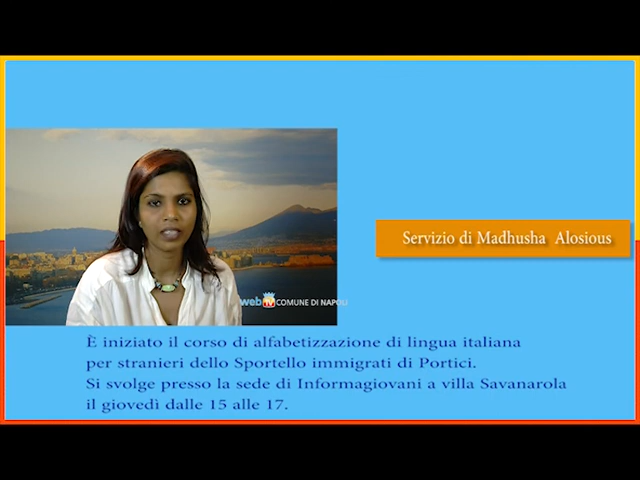 Servizio di Madhusha Alosious
web TV COMUNE DI NAPOLI
È iniziato il corso di alfabetizzazione di lingua italiana
per stranieri dello Sportello immigrati di Portici.
Si svolge presso la sede di Informagiovani a villa Savanarola
il giovedì dalle 15 alle 17.